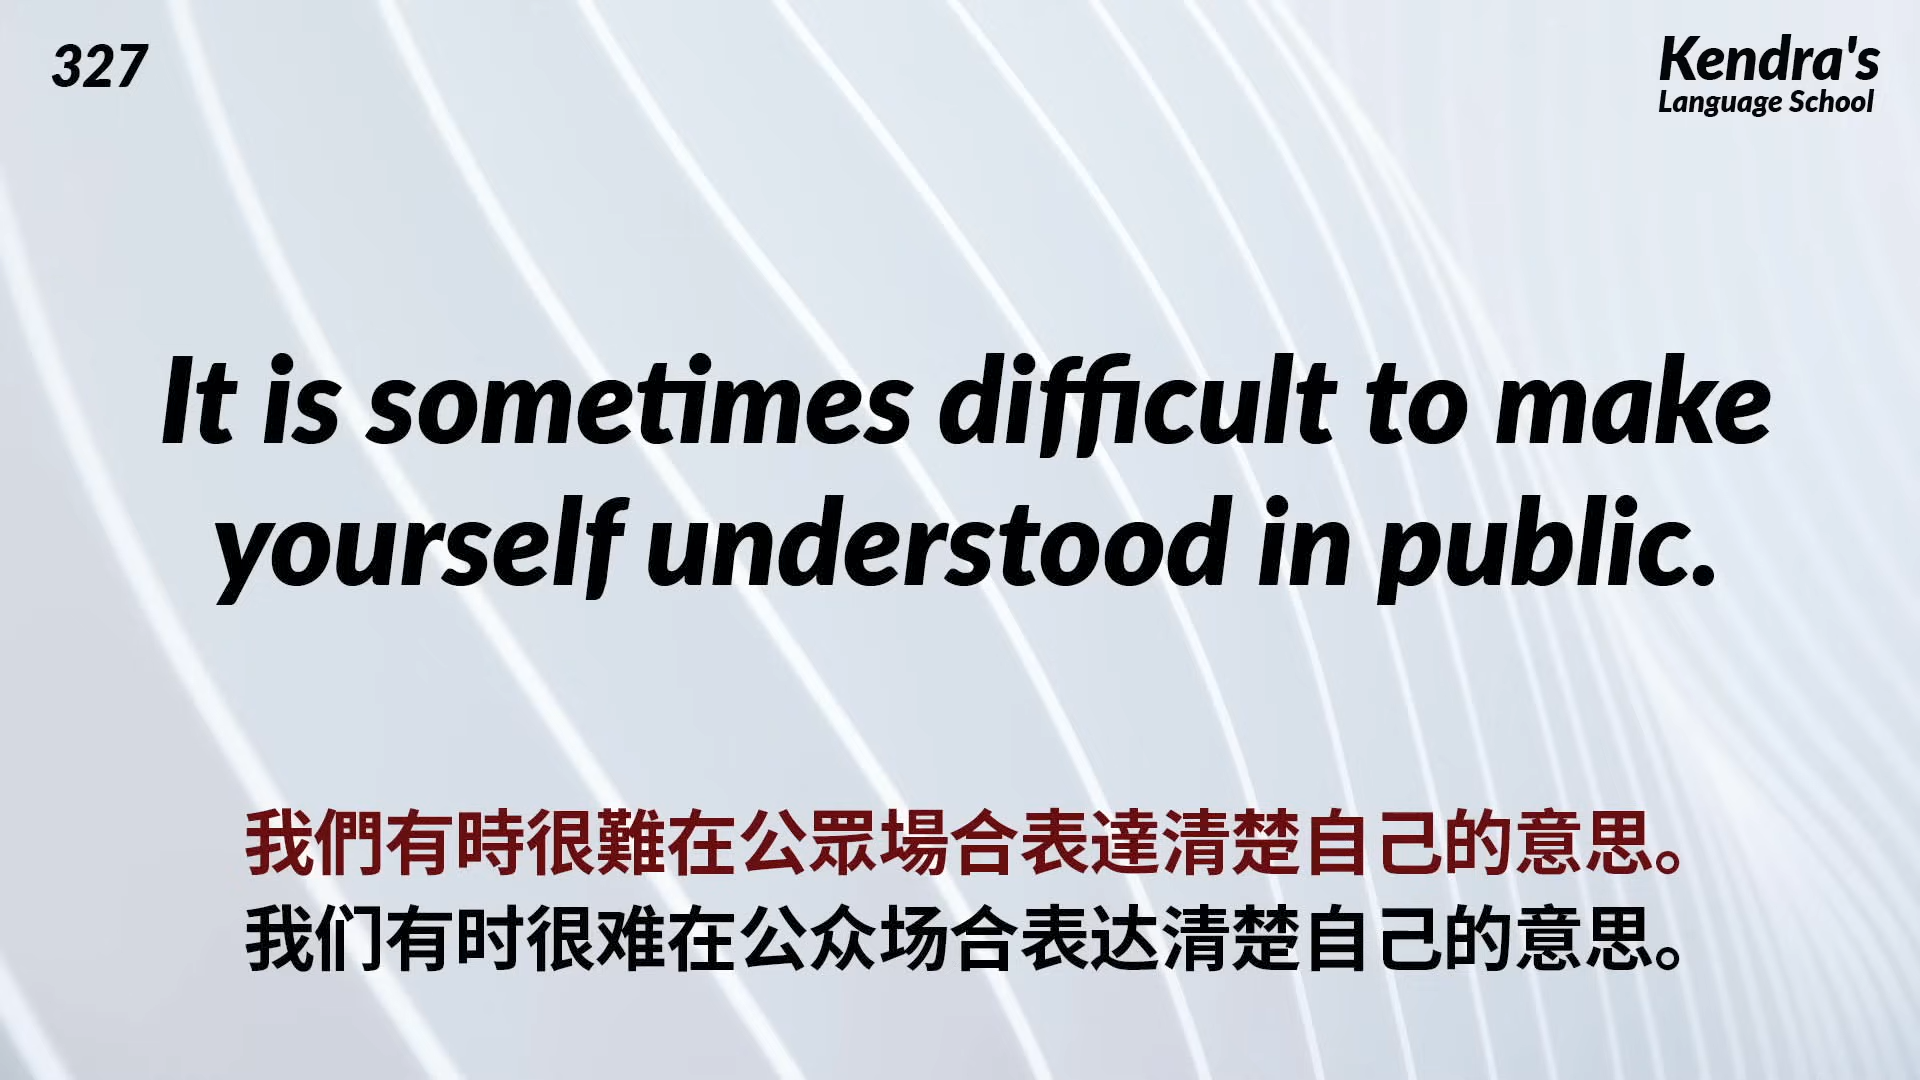 327
Kendra's
Language School
It is sometimes difficult to make
yourself understood in public.
我們有時很難在公眾場合表達清楚自己的意思。
我们有时很难在公众场合表达清楚自己的意思。